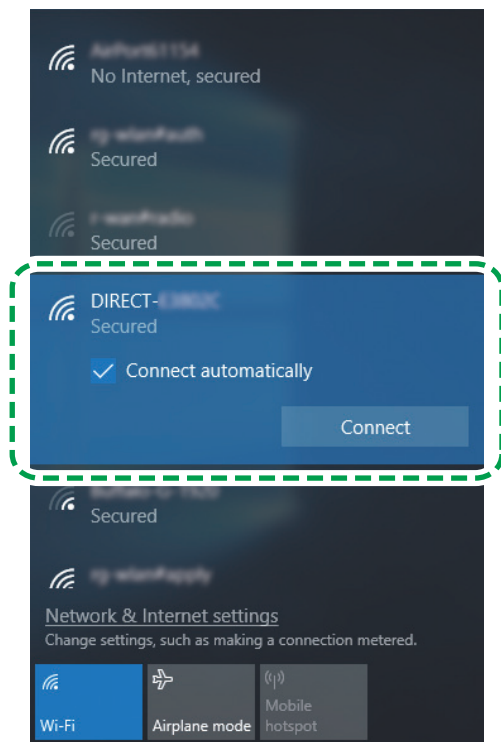 No Internet, secured
Secured
Secured
DIRECT-
Secured
Connect automatically
Connect
Secured
Network & Internet settings
Change settings, such as making a connection metered.
Wi-Fi
Airplane mode
Mobile
hotspot